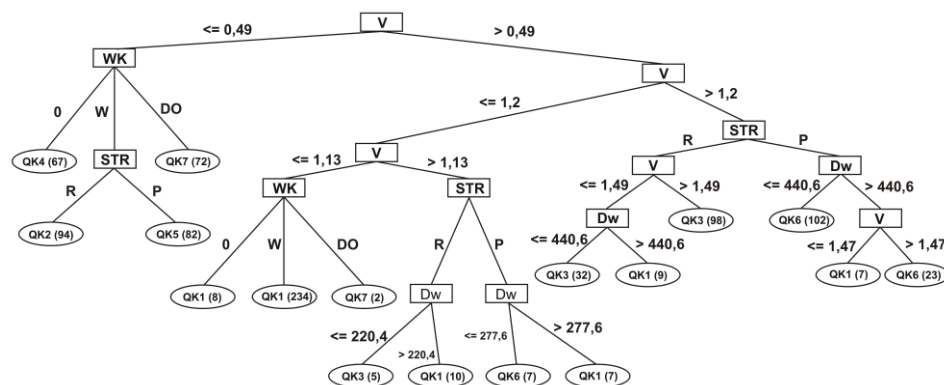 V
<= 0,49
> 0,49
WK
V
<= 1,2
> 1,2
0
W
DO
STR
R
P
QK4 (67)
STR
QK7 (72)
<= 1,13
V
> 1,13
V
Dw
R
P
WK
STR
<= 1,49
> 1,49
<= 440,6
> 440,6
QK2 (94)
QK5 (82)
Dw
QK3 (98)
QK6 (102)
V
0
W
DO
R
P
<= 440,6
> 440,6
<= 1,47
> 1,47
QK3 (32)
QK1 (9)
QK1 (7)
QK6 (23)
QK1 (8)
QK1 (234)
QK7 (2)
Dw
Dw
<= 220,4
> 220,4
<= 277,6
> 277,6
QK3 (5)
QK1 (10)
QK6 (7)
QK1 (7)